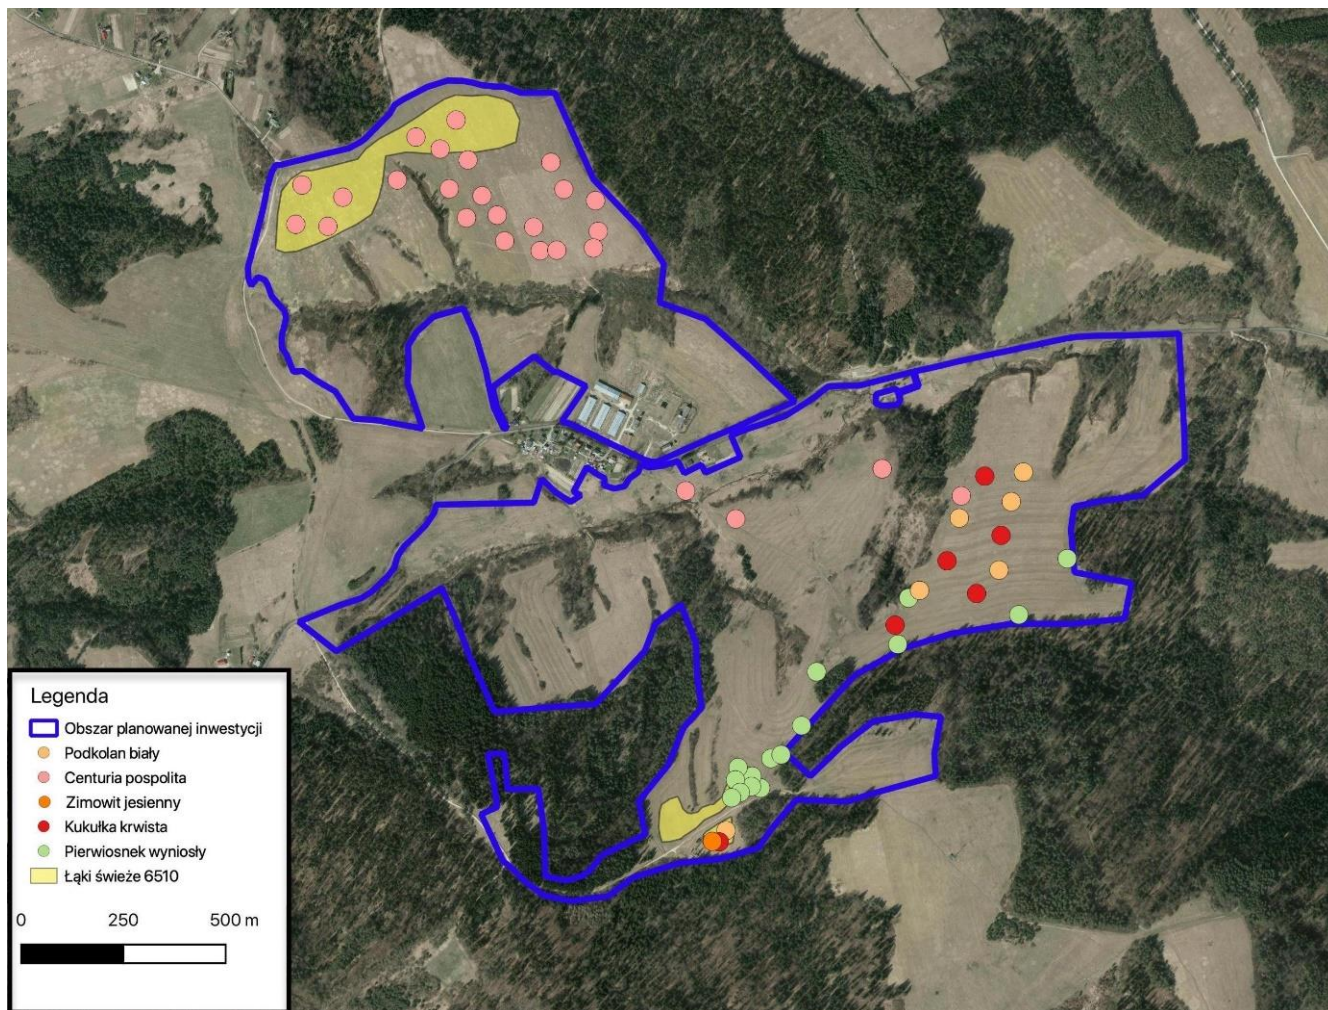 Legenda
Obszar planowanej inwestycji
Podkolan biały
Centuria pospolita
Zimowit jesienny
Kukułka krwista
Pierwiosnek wyniosły
Łąki świeże 6510
0 250 500 m